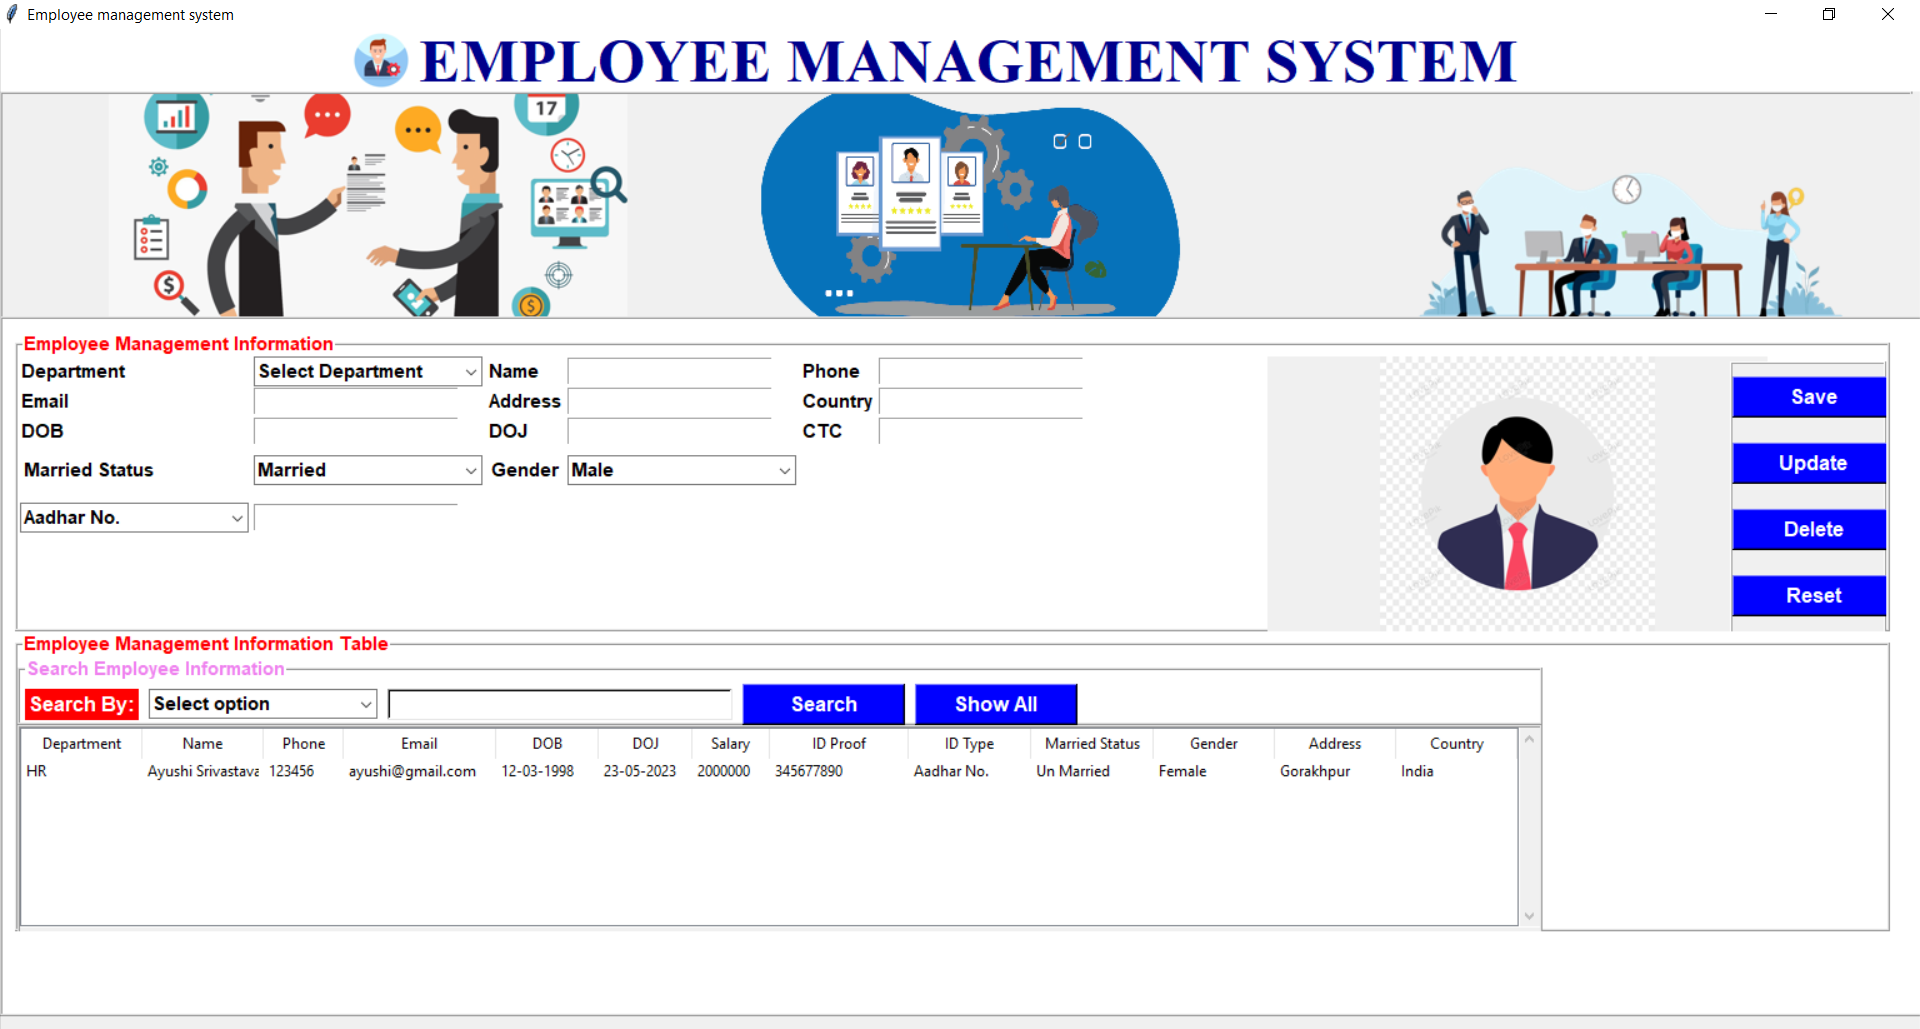 Employee management system
EMPLOYEE MANAGEMENT SYSTEM
17
$
$
Employee Management Information
Department Select Department Name Phone
Email Address Country
DOB DOJ CTC
Married Status Married Gender Male
Aadhar No.
Save
Update
Delete
Reset
Employee Management Information Table
Search Employee Information
Search By: Select option Search Show All
Department Name Phone Email DOB DOJ Salary ID Proof ID Type Married Status Gender Address Country
HR Ayushi Srivastava 123456 ayushi@gmail.com 12-03-1998 23-05-2023 2000000 345677890 Aadhar No. Un Married Female Gorakhpur India